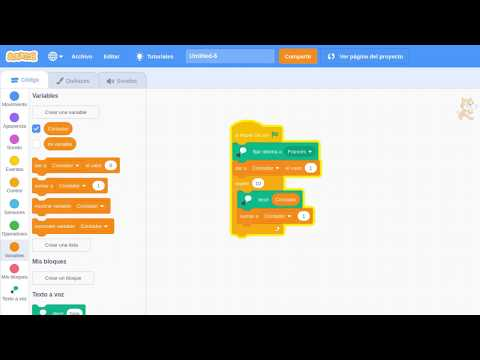 SCRATCH
Archivo
Editar
Tutoriales
Untitled-6
Compartir
Ver página del proyecto
Código
Disfraces
Sonidos
Movimiento
Apariencia
Sonido
Eventos
Control
Sensores
Operadores
Variables
Mis bloques
Texto a voz
Variables
Crear una variable
Contador
mi variable
dar a Contador el valor 0
sumar a Contador 1
mostrar variable Contador
esconder variable Contador
Crear una lista
Mis bloques
Crear un bloque
Texto a voz
decir hola
al hacer clic en
fijar idioma a Francés
dar a Contador el valor 1
repetir 10
decir Contador
sumar a Contador 1